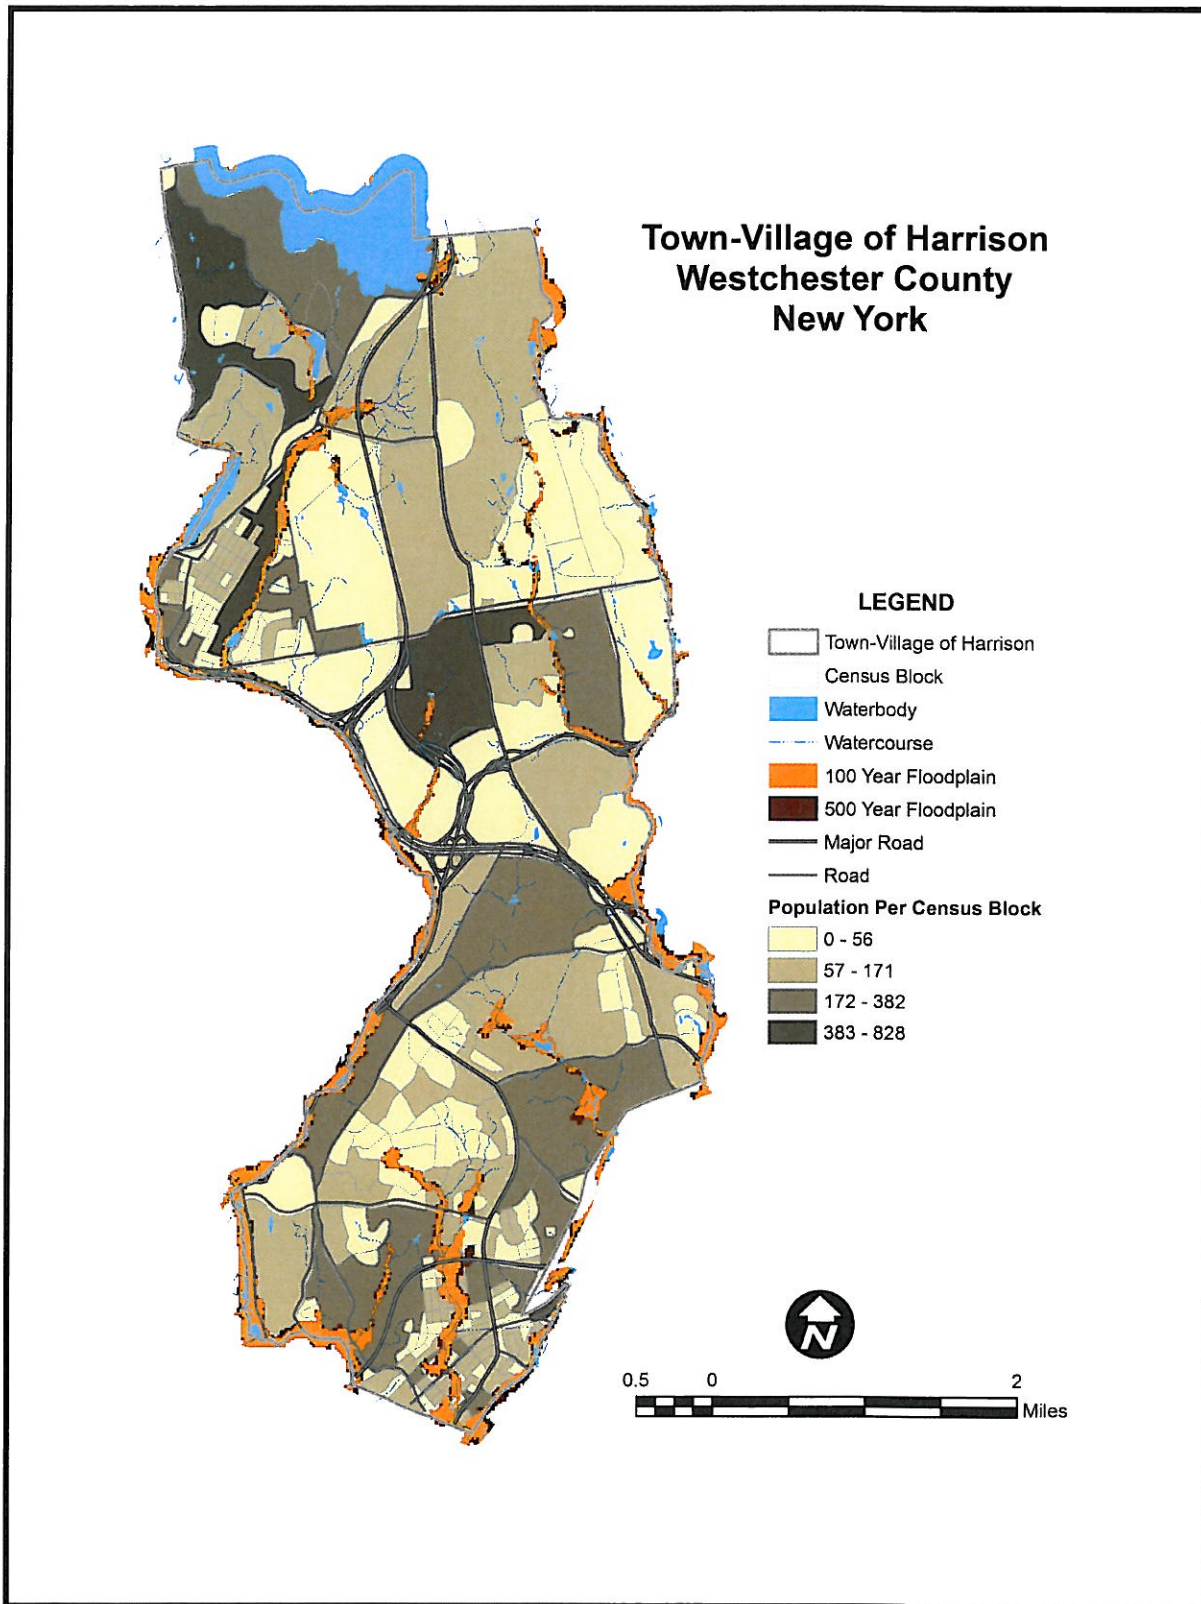 Town-Village of Harrison
Westchester County
New York
LEGEND
Town-Village of Harrison
Census Block
Waterbody
Watercourse
100 Year Floodplain
500 Year Floodplain
Major Road
Road
Population Per Census Block
0 - 56
57 - 171
172 - 382
383 - 828
N
0.5 0 2
Miles